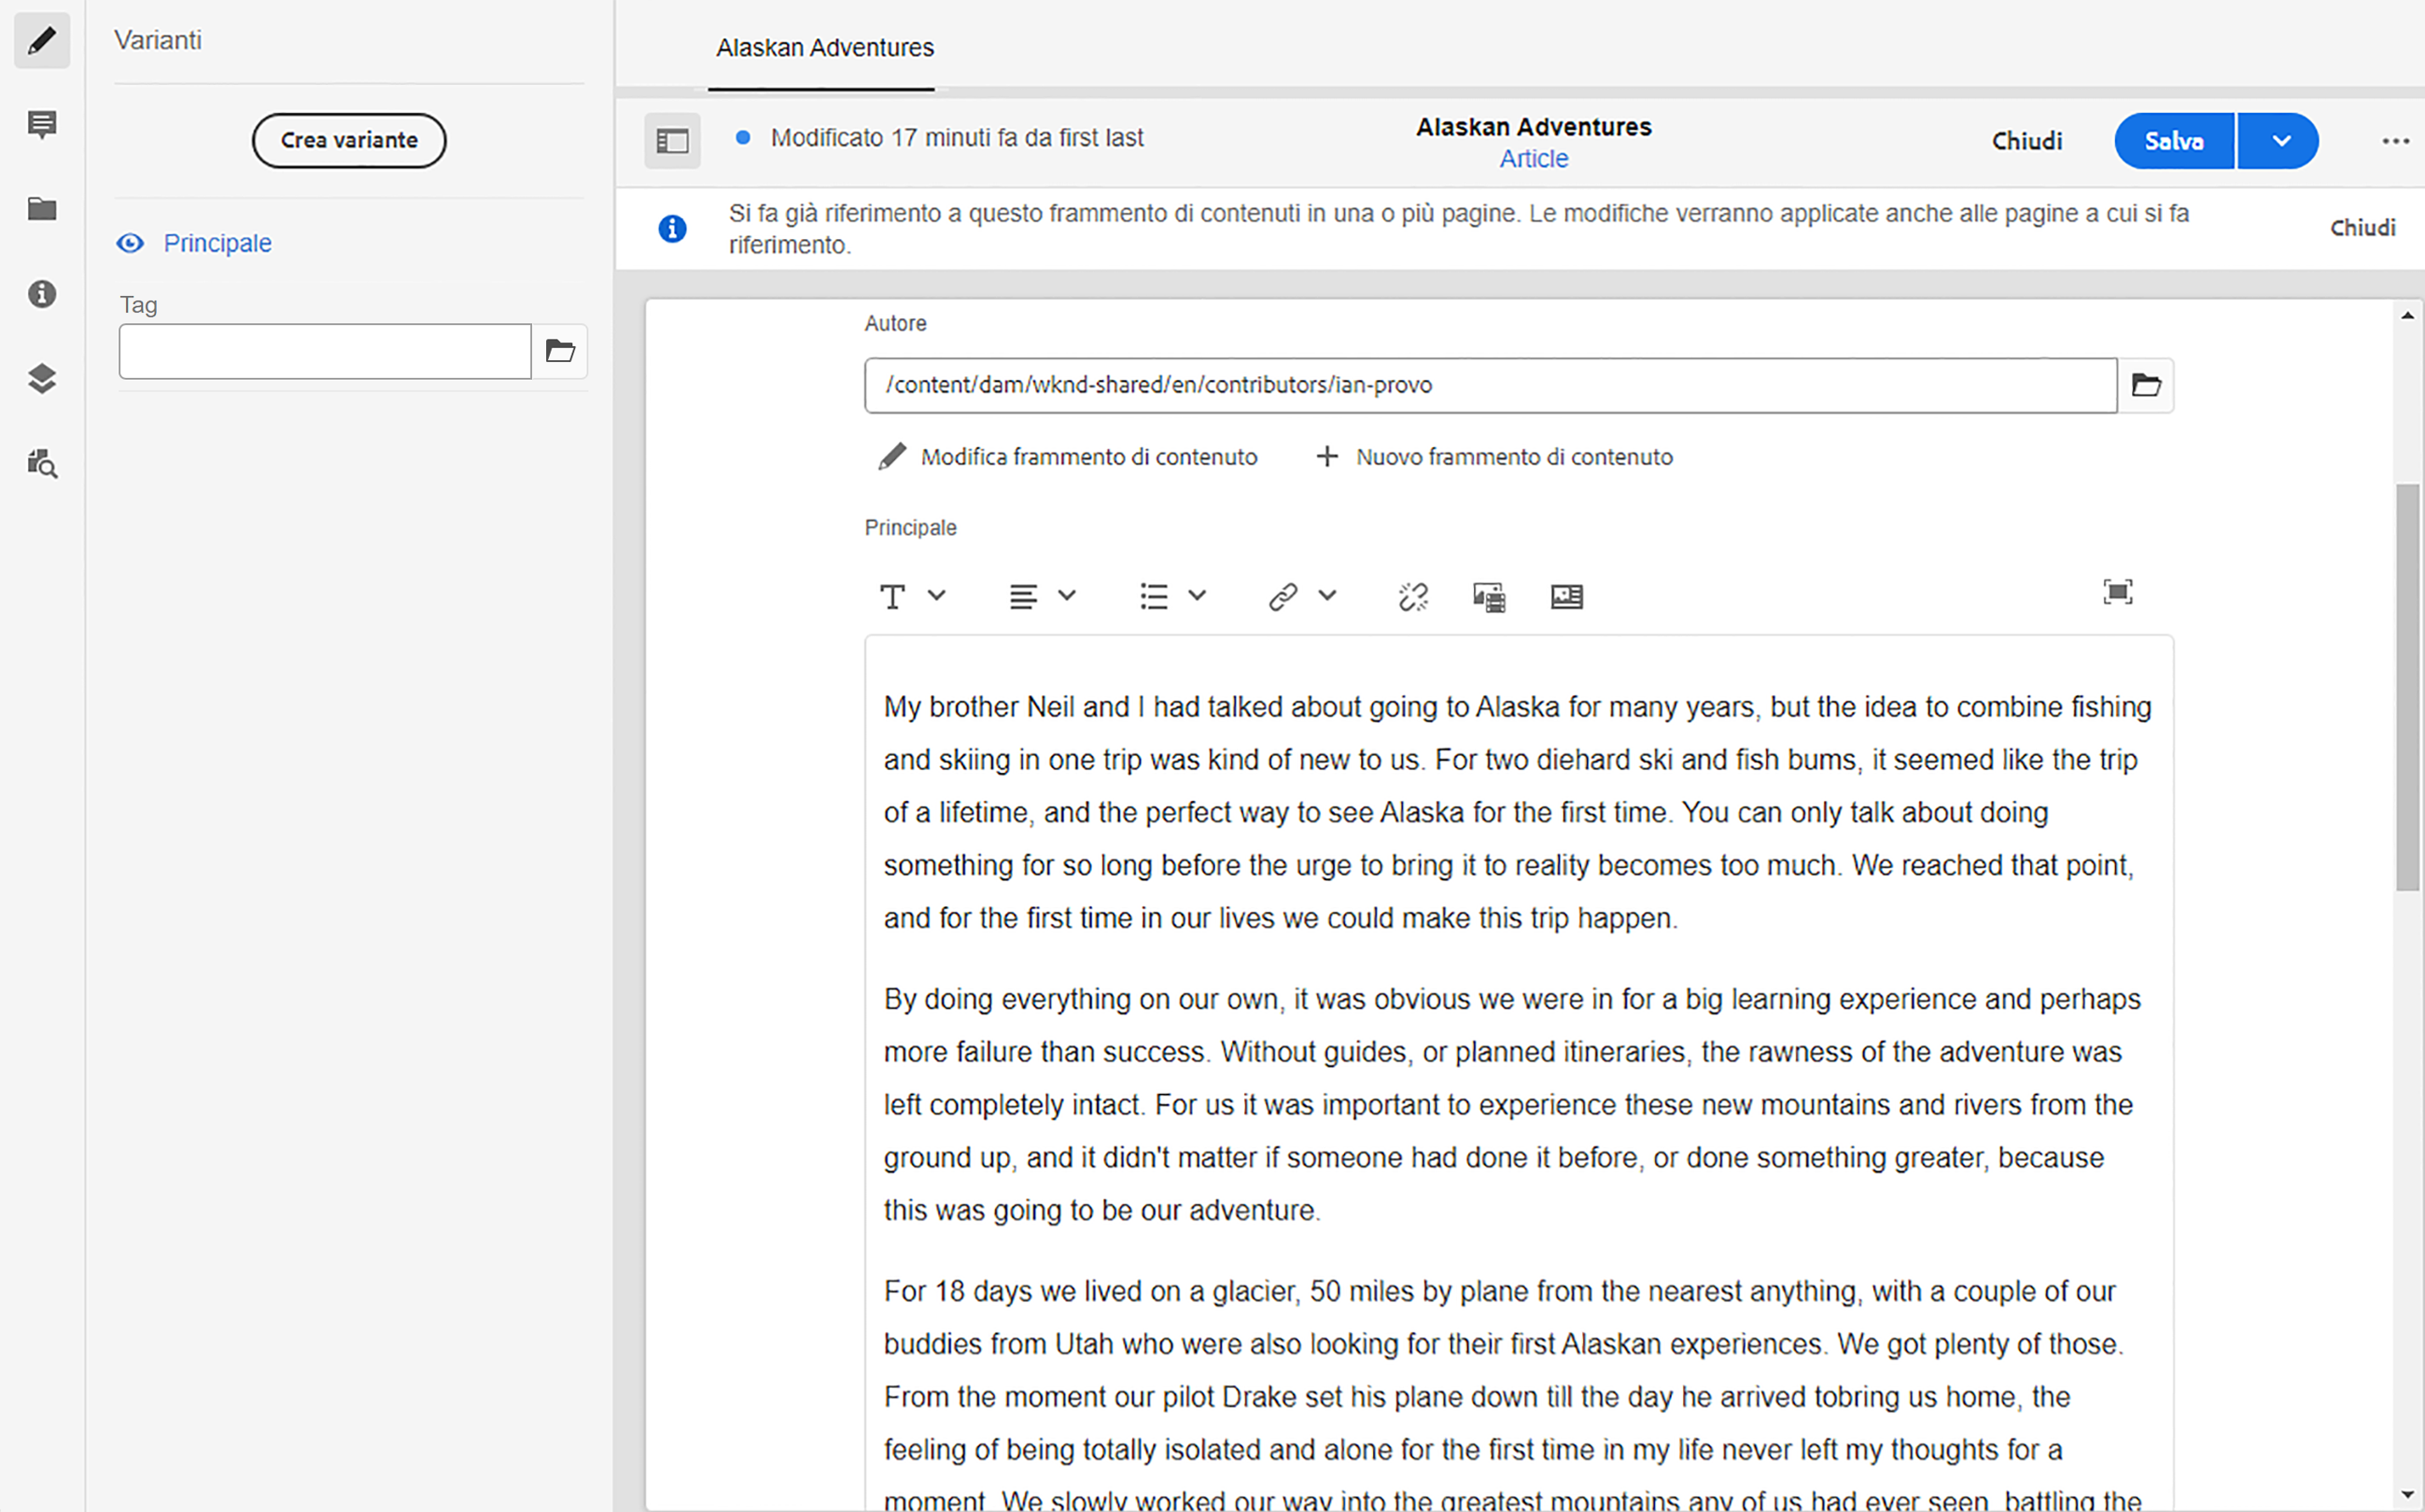 Varianti
Crea variante
Principale
Tag
Alaskan Adventures
Modificato 17 minuti fa da first last
Alaskan Adventures
Article
Chiudi
Salva
Si fa già riferimento a questo frammento di contenuti in una o più pagine. Le modifiche verranno applicate anche alle pagine a cui si fa
riferimento.
Chiudi
Autore
/content/dam/wknd-shared/en/contributors/ian-provo
Modifica frammento di contenuto
Nuovo frammento di contenuto
Principale
My brother Neil and I had talked about going to Alaska for many years, but the idea to combine fishing
and skiing in one trip was kind of new to us. For two diehard ski and fish bums, it seemed like the trip
of a lifetime, and the perfect way to see Alaska for the first time. You can only talk about doing
something for so long before the urge to bring it to reality becomes too much. We reached that point,
and for the first time in our lives we could make this trip happen.
By doing everything on our own, it was obvious we were in for a big learning experience and perhaps
more failure than success. Without guides, or planned itineraries, the rawness of the adventure was
left completely intact. For us it was important to experience these new mountains and rivers from the
ground up, and it didn't matter if someone had done it before, or done something greater, because
this was going to be our adventure.
For 18 days we lived on a glacier, 50 miles by plane from the nearest anything, with a couple of our
buddies from Utah who were also looking for their first Alaskan experiences. We got plenty of those.
From the moment our pilot Drake set his plane down till the day he arrived tobring us home, the
feeling of being totally isolated and alone for the first time in my life never left my thoughts for a
moment. We slowly worked our way into the greatest mountains any of us had ever seen, battling the